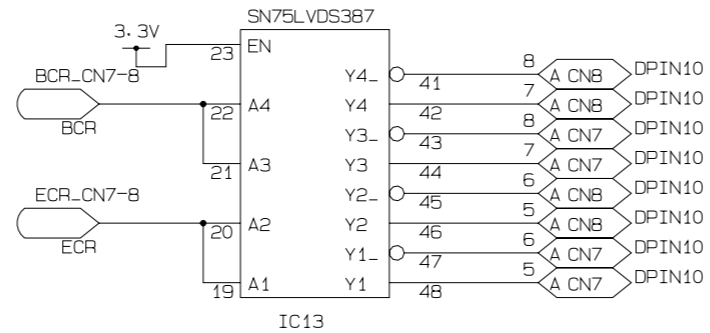 SN75LVDS387
3.3V
23 EN
BCR_CN7-8
8 A CN8 DPIN10
Y4_ 41
7 A CN8 DPIN10
22 A4 Y4 42
BCR
8 A CN7 DPIN10
Y3_ 43
7 A CN7 DPIN10
21 A3 Y3 44
ECR_CN7-8
6 A CN8 DPIN10
Y2_ 45
5 A CN8 DPIN10
20 A2 Y2 46
ECR
6 A CN7 DPIN10
Y1_ 47
5 A CN7 DPIN10
19 A1 Y1 48
IC13